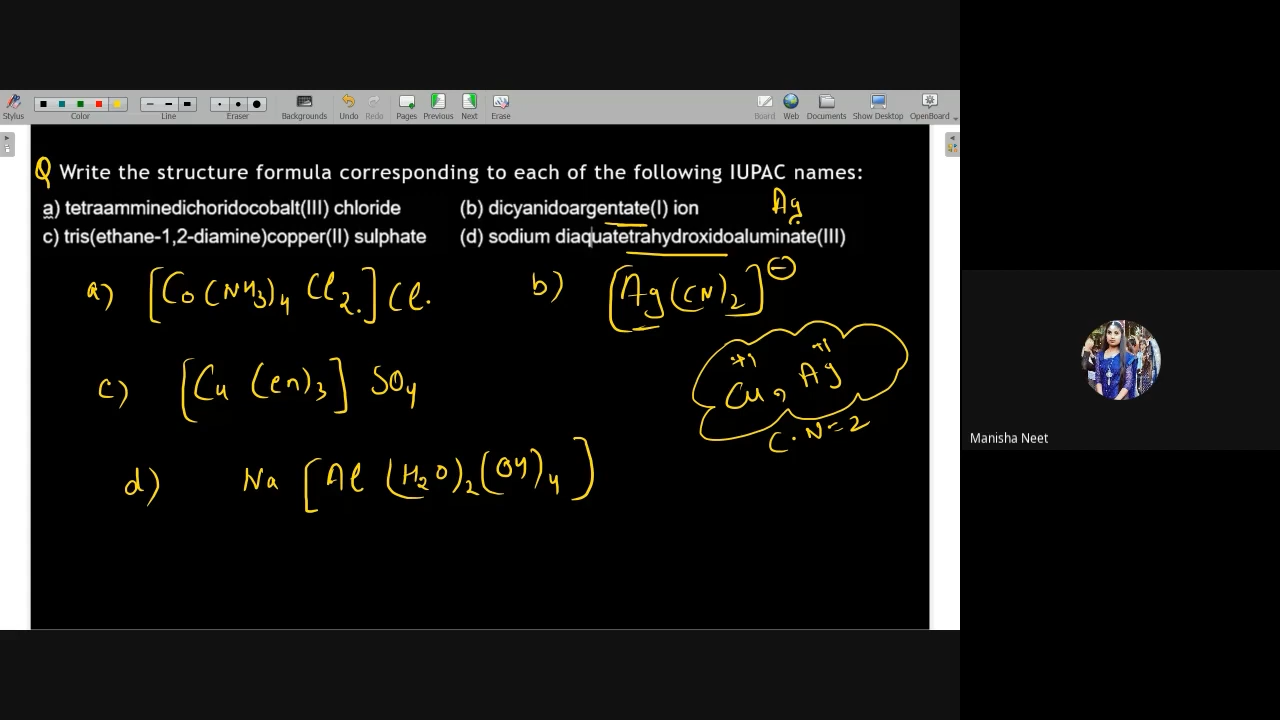 Stylus Color Line Eraser Backgrounds Undo Redo Pages Previous Next Erase Board Web Documents Show Desktop OpenBoard
Q Write the structure formula corresponding to each of the following IUPAC names:
Ag
a) tetraamminedichoridocobalt(III) chloride (b) dicyanidoargentate(I) ion
c) tris(ethane-1,2-diamine)copper(II) sulphate (d) sodium diaquatetrahydroxidoaluminate(III)
a) [Co(NH3)4 Cl2.]Cl. b) [Ag(CN)2]⊖
+1 +1
Cu, Ag
c) [Cu (en)3] SO4
C.N=2
Manisha Neet
d) Na [Al (H2O)2(OH)4]